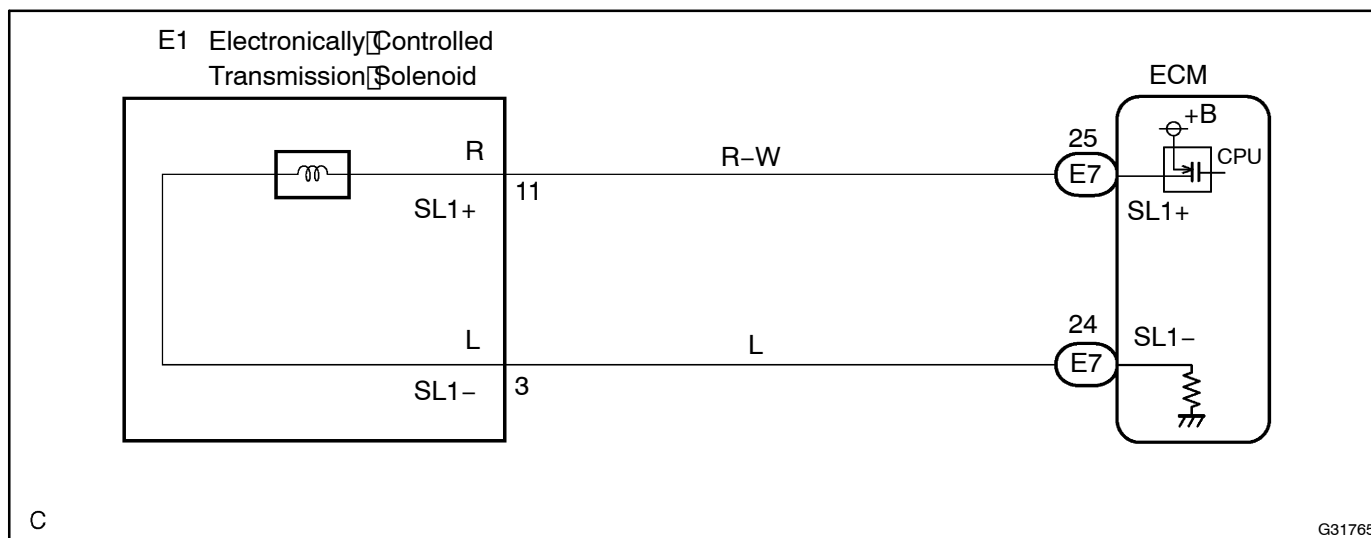 E1 Electronically Controlled
Transmission Solenoid
ECM
+B
CPU
R
11
SL1+
R−W
25
E7
SL1+
L
3
SL1−
L
24
E7
SL1−
C
G31765